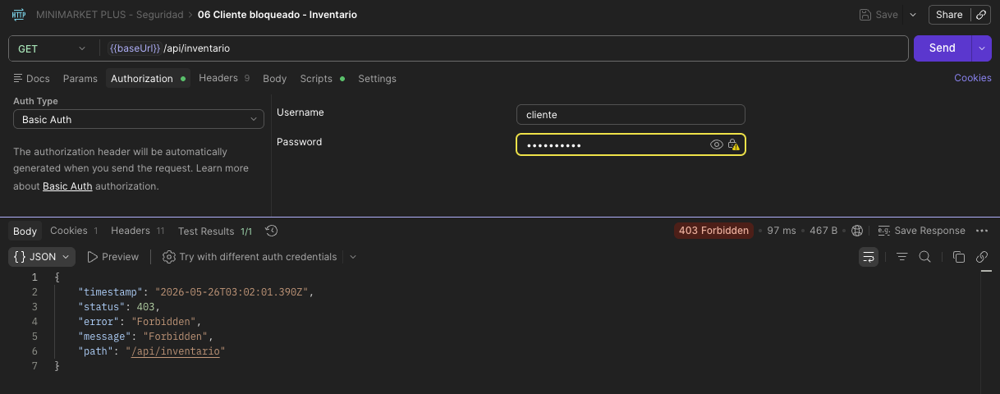 HTTP MINIMARKET PLUS - Seguridad > 06 Cliente bloqueado - Inventario Save Share
GET {{baseUrl}} /api/inventario Send
Docs Params Authorization Headers 9 Body Scripts Settings Cookies
Auth Type
Basic Auth
The authorization header will be automatically
generated when you send the request. Learn more
about Basic Auth authorization.
Username cliente
Password ••••••••••
Body Cookies 1 Headers 11 Test Results 1/1 403 Forbidden • 97 ms • 467 B • e.g. Save Response
{} JSON Preview Try with different auth credentials
1 {
2 "timestamp": "2026-05-26T03:02:01.390Z",
3 "status": 403,
4 "error": "Forbidden",
5 "message": "Forbidden",
6 "path": "/api/inventario"
7 }